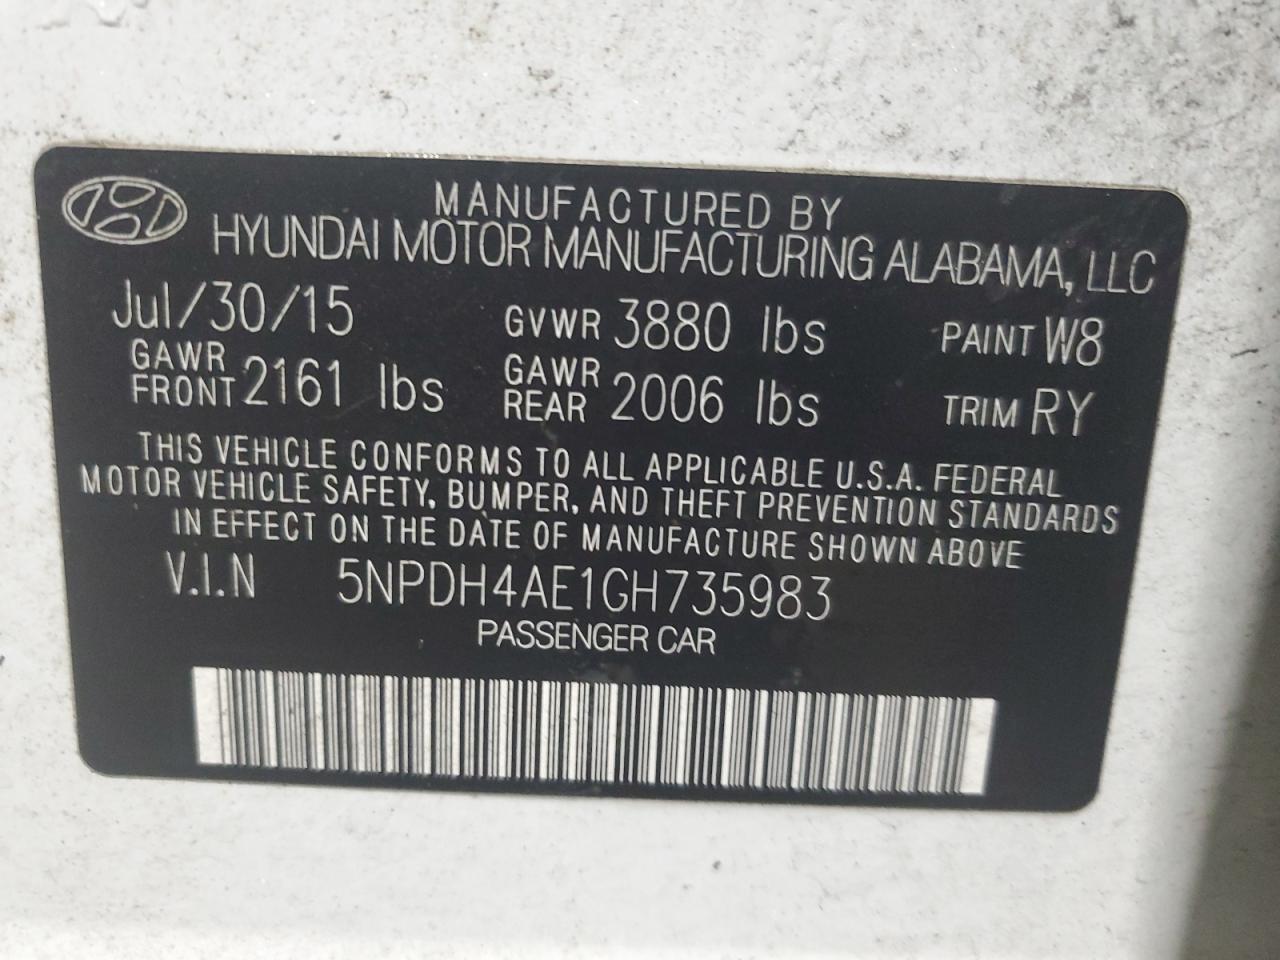 MANUFACTURED BY
HYUNDAI MOTOR MANUFACTURING ALABAMA, LLC
Jul/30/15 GVWR 3880 lbs PAINT W8
GAWR FRONT 2161 lbs GAWR REAR 2006 lbs TRIM RY
THIS VEHICLE CONFORMS TO ALL APPLICABLE U.S.A. FEDERAL
MOTOR VEHICLE SAFETY, BUMPER, AND THEFT PREVENTION STANDARDS
IN EFFECT ON THE DATE OF MANUFACTURE SHOWN ABOVE
V.I.N 5NPDH4AE1GH735983
PASSENGER CAR